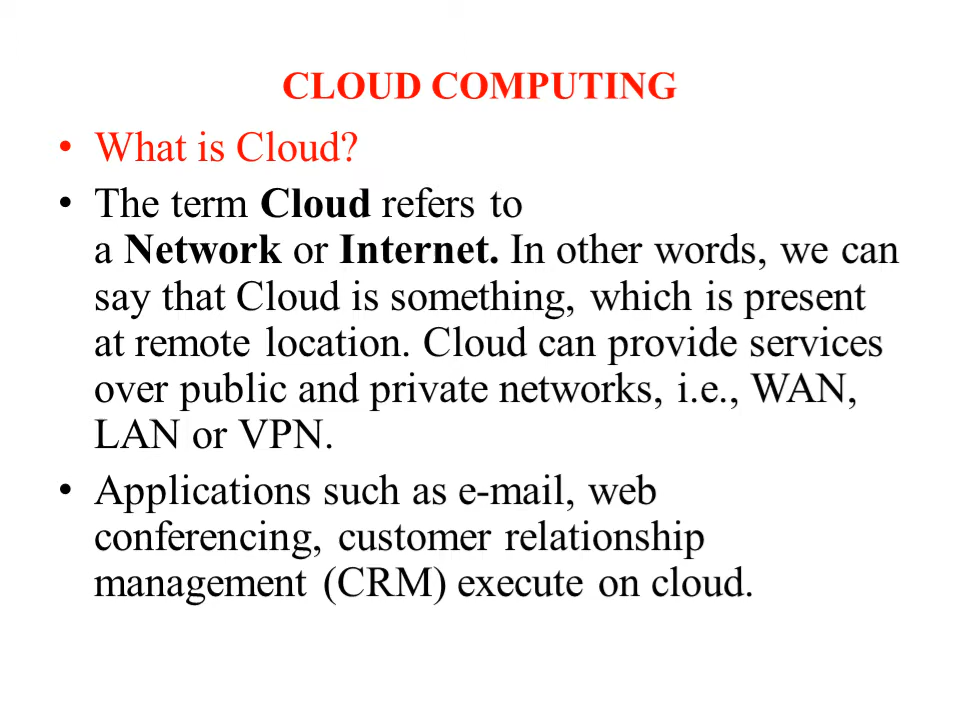 CLOUD COMPUTING
• What is Cloud?
• The term Cloud refers to
a Network or Internet. In other words, we can
say that Cloud is something, which is present
at remote location. Cloud can provide services
over public and private networks, i.e., WAN,
LAN or VPN.
• Applications such as e-mail, web
conferencing, customer relationship
management (CRM) execute on cloud.